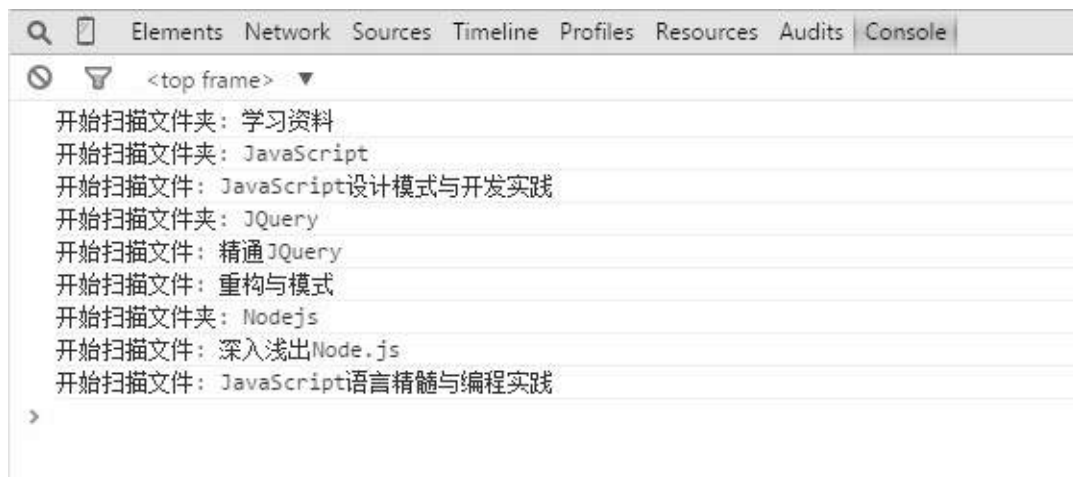 Elements Network Sources Timeline Profiles Resources Audits Console
<top frame> ▼
开始扫描文件夹: 学习资料
开始扫描文件夹: JavaScript
开始扫描文件: JavaScript设计模式与开发实践
开始扫描文件夹: JQuery
开始扫描文件: 精通JQuery
开始扫描文件: 重构与模式
开始扫描文件夹: Nodejs
开始扫描文件: 深入浅出Node.js
开始扫描文件: JavaScript语言精髓与编程实践
>